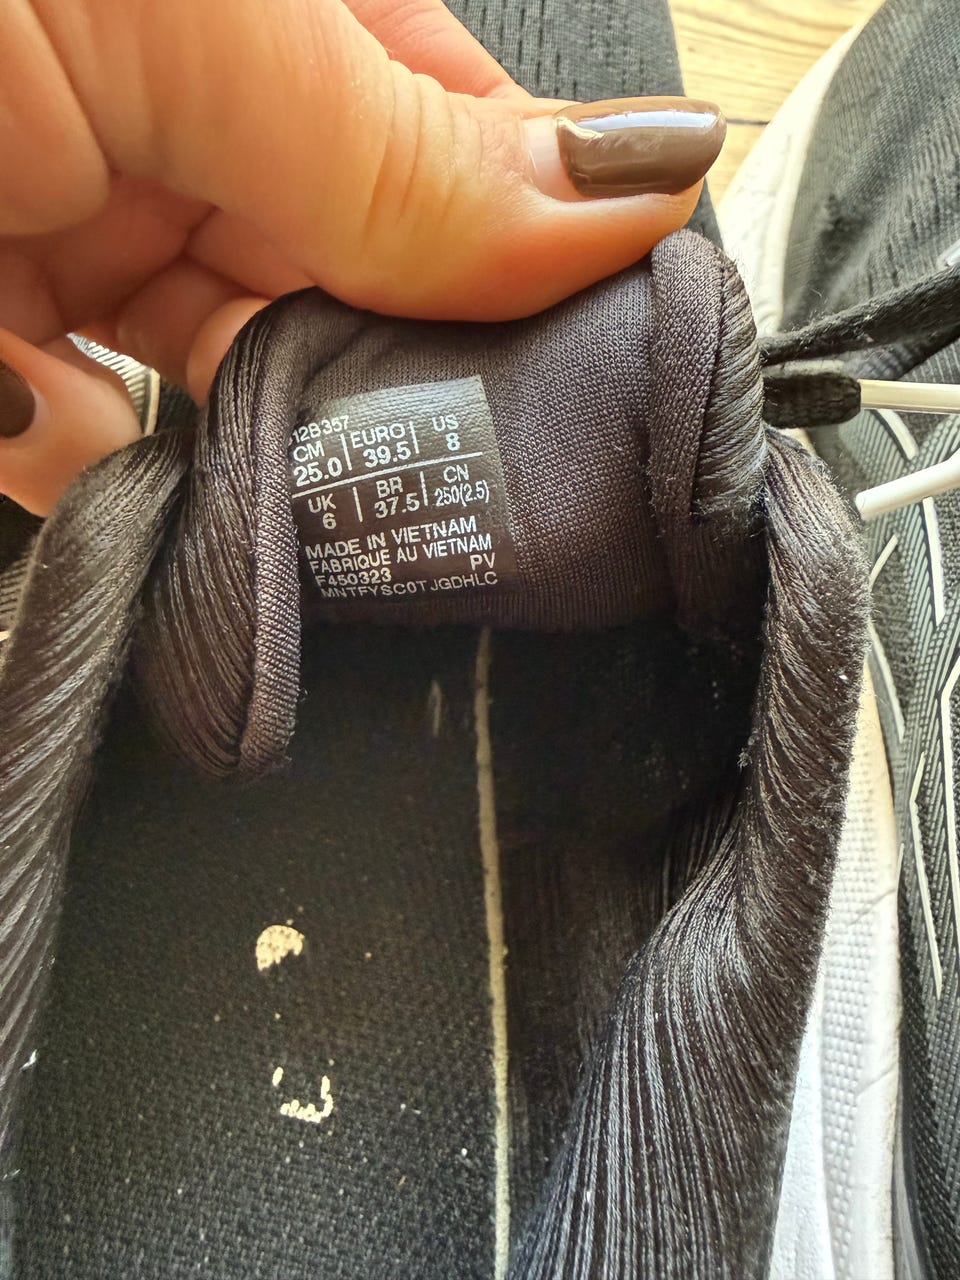 12B357
CM EURO US
25.0 39.5 8
UK BR CN
6 37.5 250(2.5)
MADE IN VIETNAM
FABRIQUE AU VIETNAM
F450323 PV
MNTFYSC0TJGDHLC